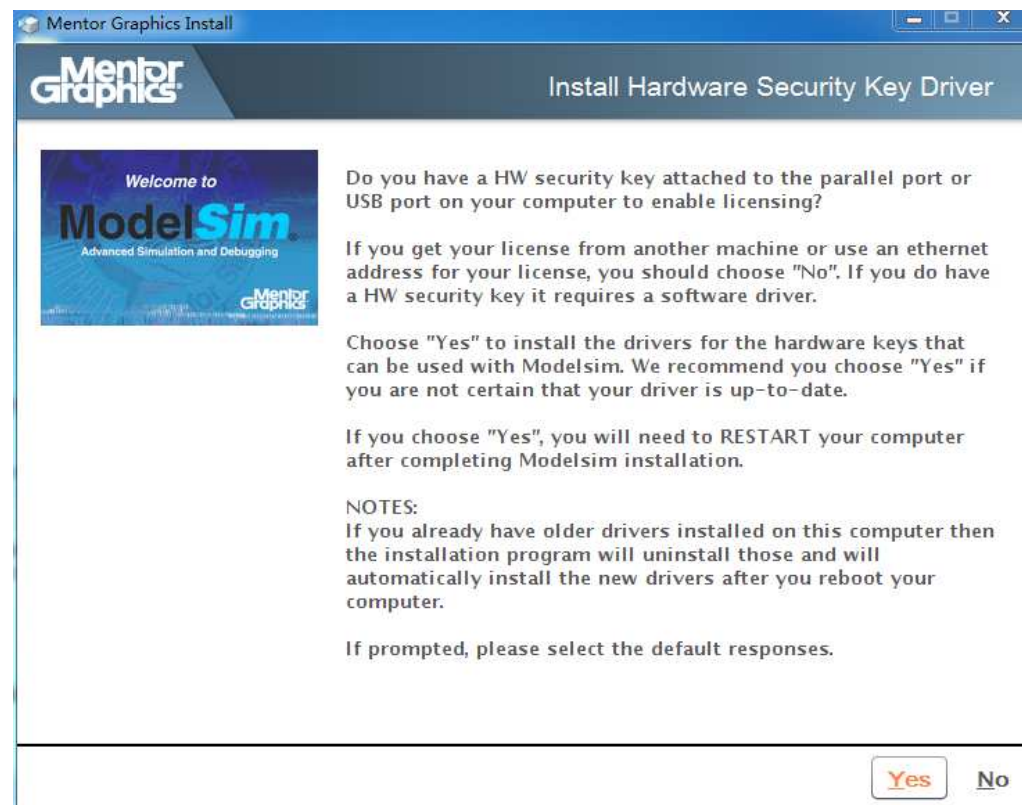 Mentor Graphics Install
Mentor
Graphics
Install Hardware Security Key Driver
Welcome to
ModelSim
Advanced Simulation and Debugging
Mentor
Graphics
Do you have a HW security key attached to the parallel port or
USB port on your computer to enable licensing?
If you get your license from another machine or use an ethernet
address for your license, you should choose "No". If you do have
a HW security key it requires a software driver.
Choose "Yes" to install the drivers for the hardware keys that
can be used with Modelsim. We recommend you choose "Yes" if
you are not certain that your driver is up-to-date.
If you choose "Yes", you will need to RESTART your computer
after completing Modelsim installation.
NOTES:
If you already have older drivers installed on this computer then
the installation program will uninstall those and will
automatically install the new drivers after you reboot your
computer.
If prompted, please select the default responses.
Yes No